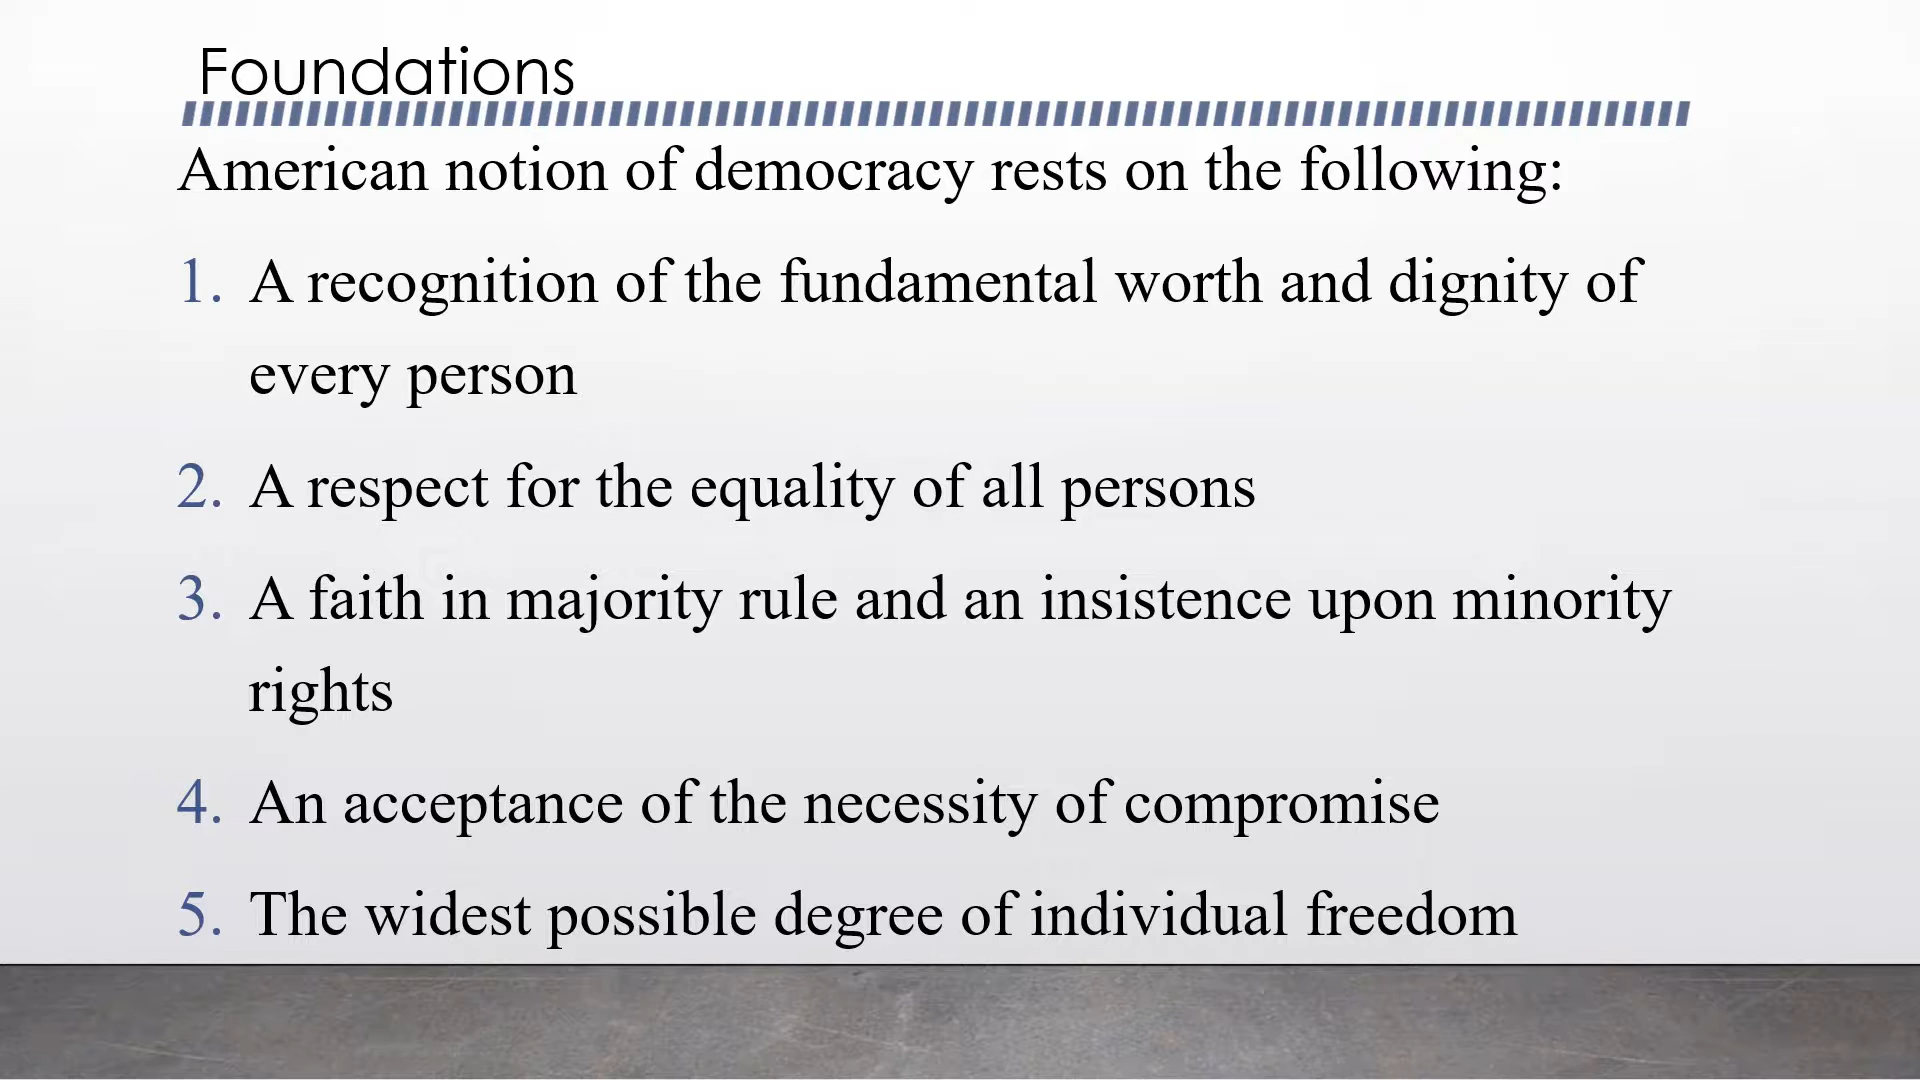 Foundations
American notion of democracy rests on the following:
1. A recognition of the fundamental worth and dignity of
every person
2. A respect for the equality of all persons
3. A faith in majority rule and an insistence upon minority
rights
4. An acceptance of the necessity of compromise
5. The widest possible degree of individual freedom